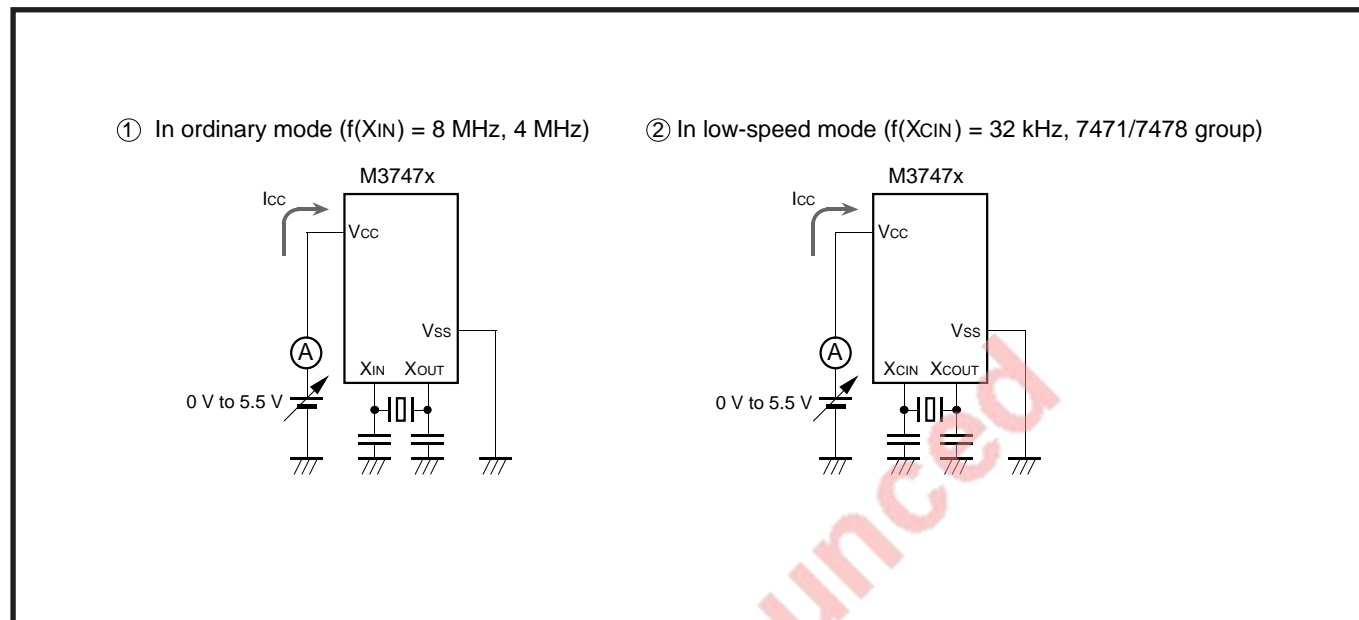 ① In ordinary mode (f(XIN) = 8 MHz, 4 MHz)
M3747x
ICC
VCC
VSS
A
XIN XOUT
0 V to 5.5 V
② In low-speed mode (f(XCIN) = 32 kHz, 7471/7478 group)
M3747x
ICC
VCC
VSS
A
XCIN XCOUT
0 V to 5.5 V
unced